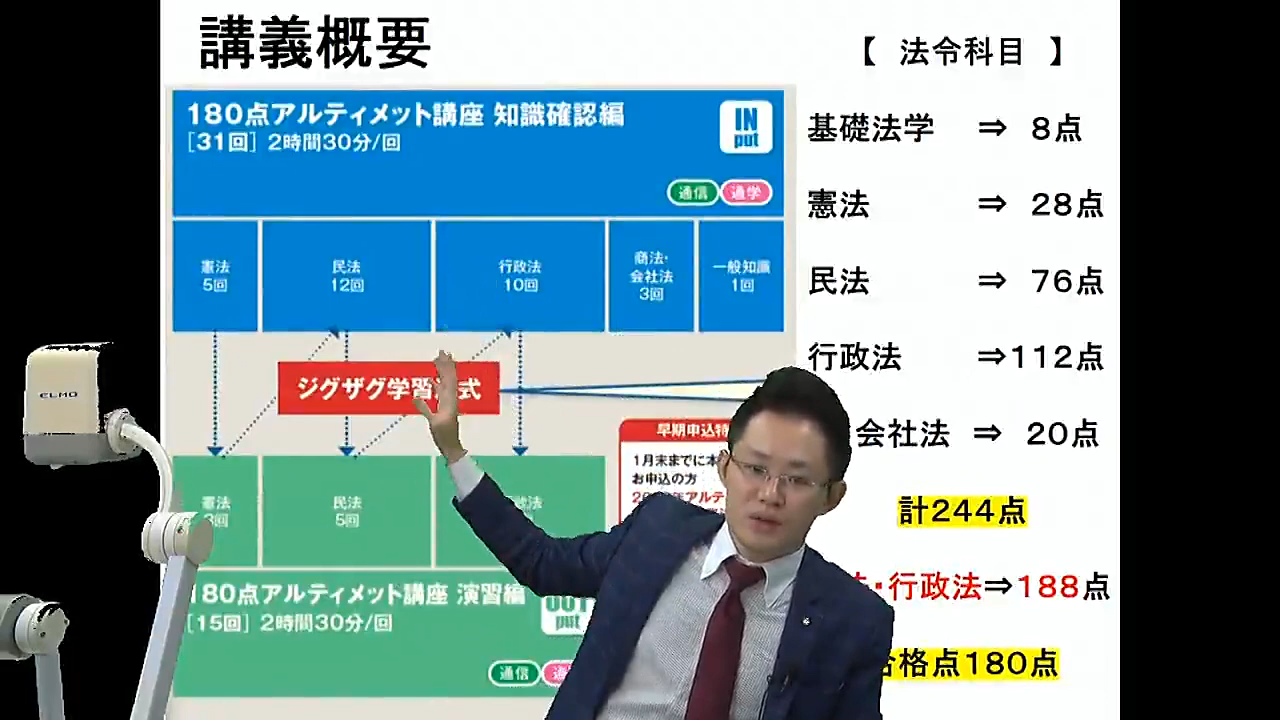 講義概要
180点アルティメット講座 知識確認編
[31回] 2時間30分/回
IN
put
通信 通学
憲法
5回
民法
12回
行政法
10回
商法・
会社法
3回
一般知識
1回
ジグザグ学習 式
憲法
回
民法
5回
政法
早期申込特
1月末までに本
お申込の方
年アルテ
180点アルティメット講座 演習編
[15回] 2時間30分/回
OUT
put
通信
【 法令科目 】
基礎法学 ⇒ 8点
憲法 ⇒ 28点
民法 ⇒ 76点
行政法 ⇒112点
会社法 ⇒ 20点
計244点
・行政法⇒188点
格点180点
ELMO